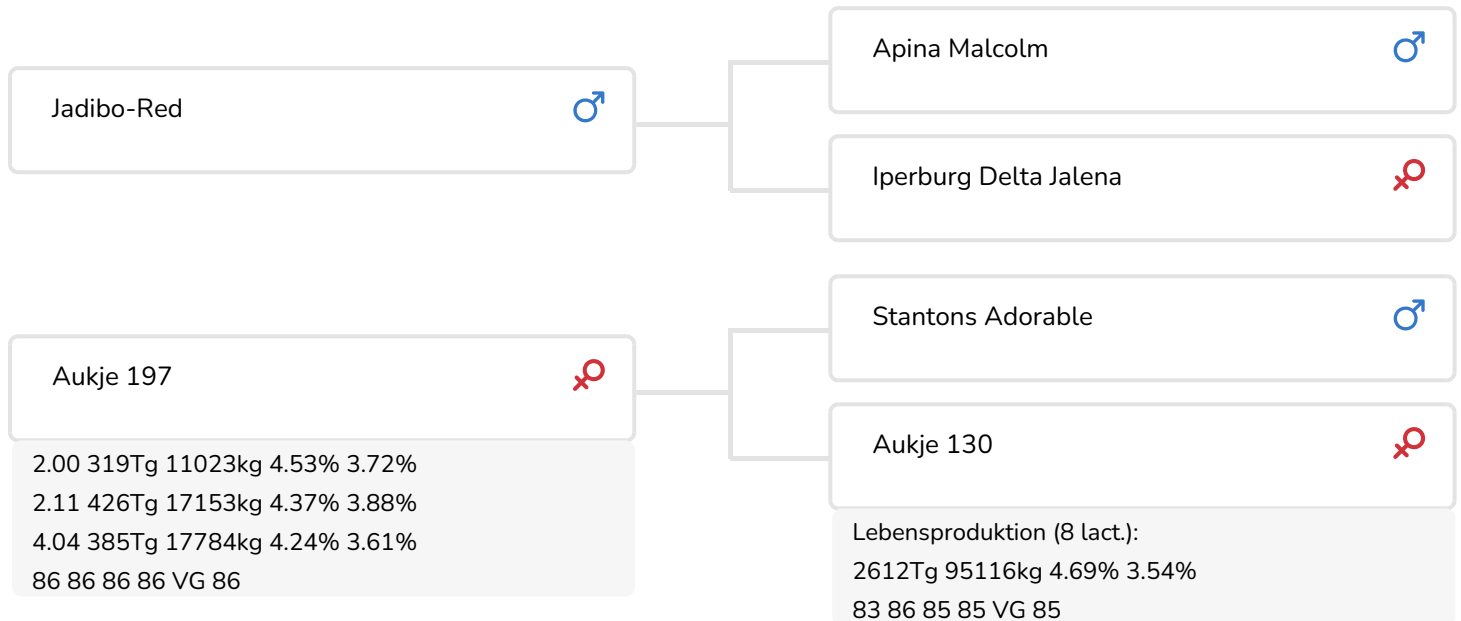 Jadibo-Red
Apina Malcolm
Iperburg Delta Jalena
Aukje 197
2.00 319Tg 11023kg 4.53% 3.72%
2.11 426Tg 17153kg 4.37% 3.88%
4.04 385Tg 17784kg 4.24% 3.61%
86 86 86 86 VG 86
Stantons Adorable
Aukje 130
Lebensproduktion (8 lact.):
2612Tg 95116kg 4.69% 3.54%
83 86 85 85 VG 85